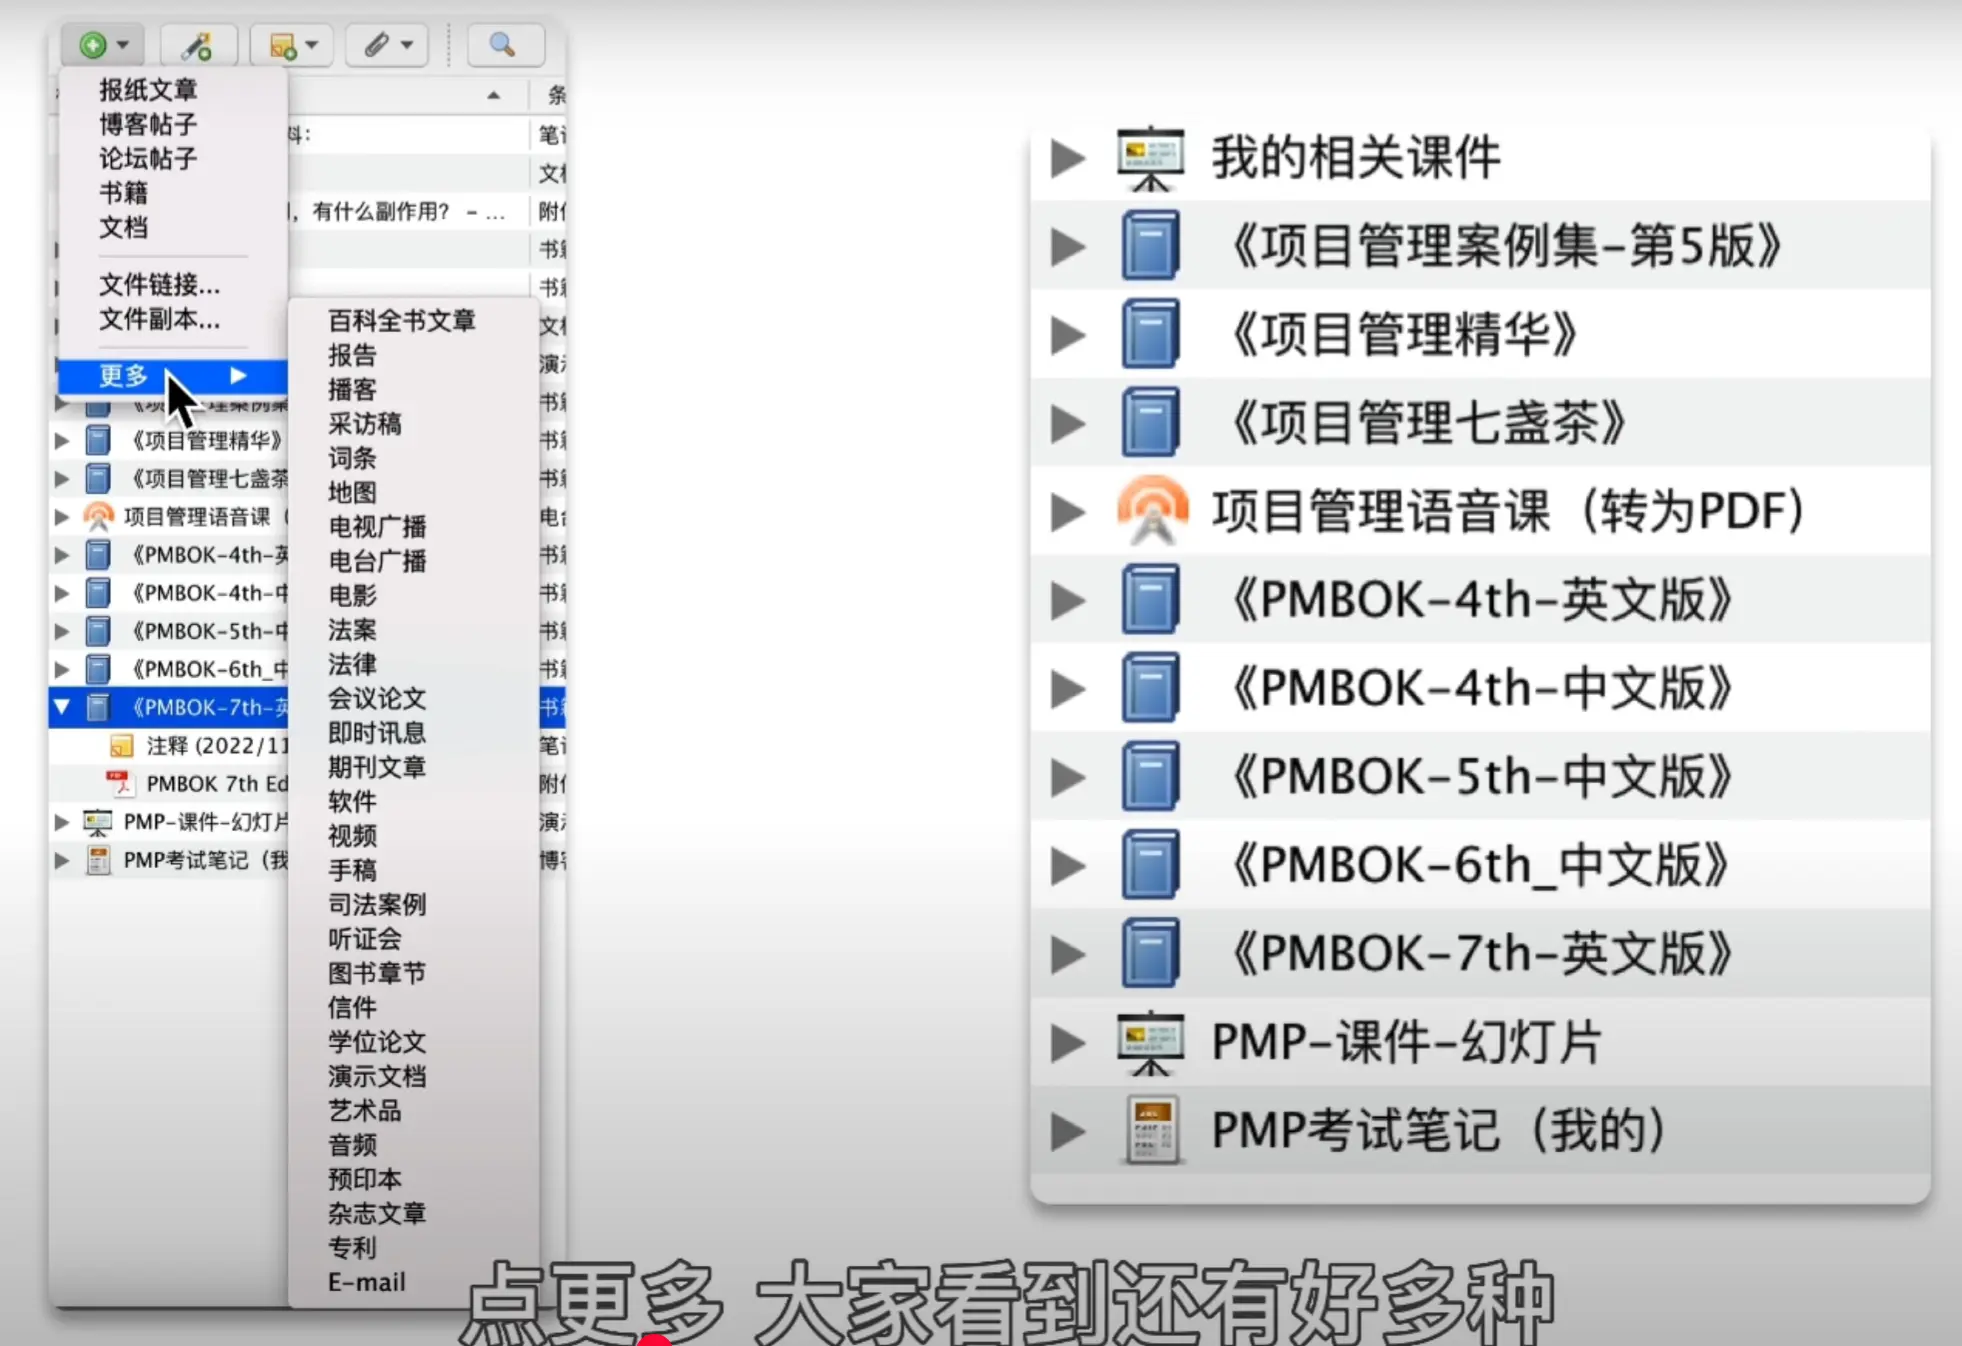 报纸文章
博客帖子
论坛帖子
书籍
文档
文件链接...
文件副本...
更多
条
料:
笔
文
，有什么副作用？ - ...
附
书
书
文
演
书
《项目管理精华》
书
《项目管理七盏茶
书
项目管理语音课（
电
《PMBOK-4th-英
书
《PMBOK-4th-中
书
《PMBOK-5th-中
书
《PMBOK-6th_中
书
《PMBOK-7th-英
书
注释 (2022/11
笔
PMBOK 7th Ed
附
PMP-课件-幻灯片
演
PMP考试笔记（我
博
百科全书文章
报告
播客
采访稿
词条
地图
电视广播
电台广播
电影
法案
法律
会议论文
即时讯息
期刊文章
软件
视频
手稿
司法案例
听证会
图书章节
信件
学位论文
演示文档
艺术品
音频
预印本
杂志文章
专利
E-mail
我的相关课件
《项目管理案例集-第5版》
《项目管理精华》
《项目管理七盏茶》
项目管理语音课（转为PDF）
《PMBOK-4th-英文版》
《PMBOK-4th-中文版》
《PMBOK-5th-中文版》
《PMBOK-6th_中文版》
《PMBOK-7th-英文版》
PMP-课件-幻灯片
PMP考试笔记（我的）
点更多 大家看到还有好多种